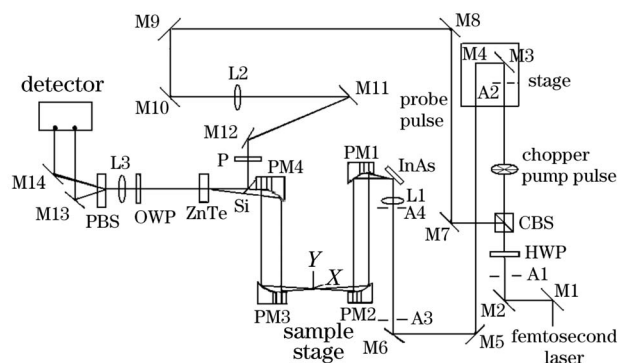 M9
M8
M4
M3
detector
L2
M11
A2
stage
M10
probe
pulse
M12
P
PM4
PM1
InAs
chopper
pump pulse
L3
L1
A4
M14
M13
PBS
OWP
ZnTe
Si
M7
CBS
HWP
Y
X
A1
M2
M1
PM3
PM2
A3
sample
stage
M6
M5
femtosecond
laser